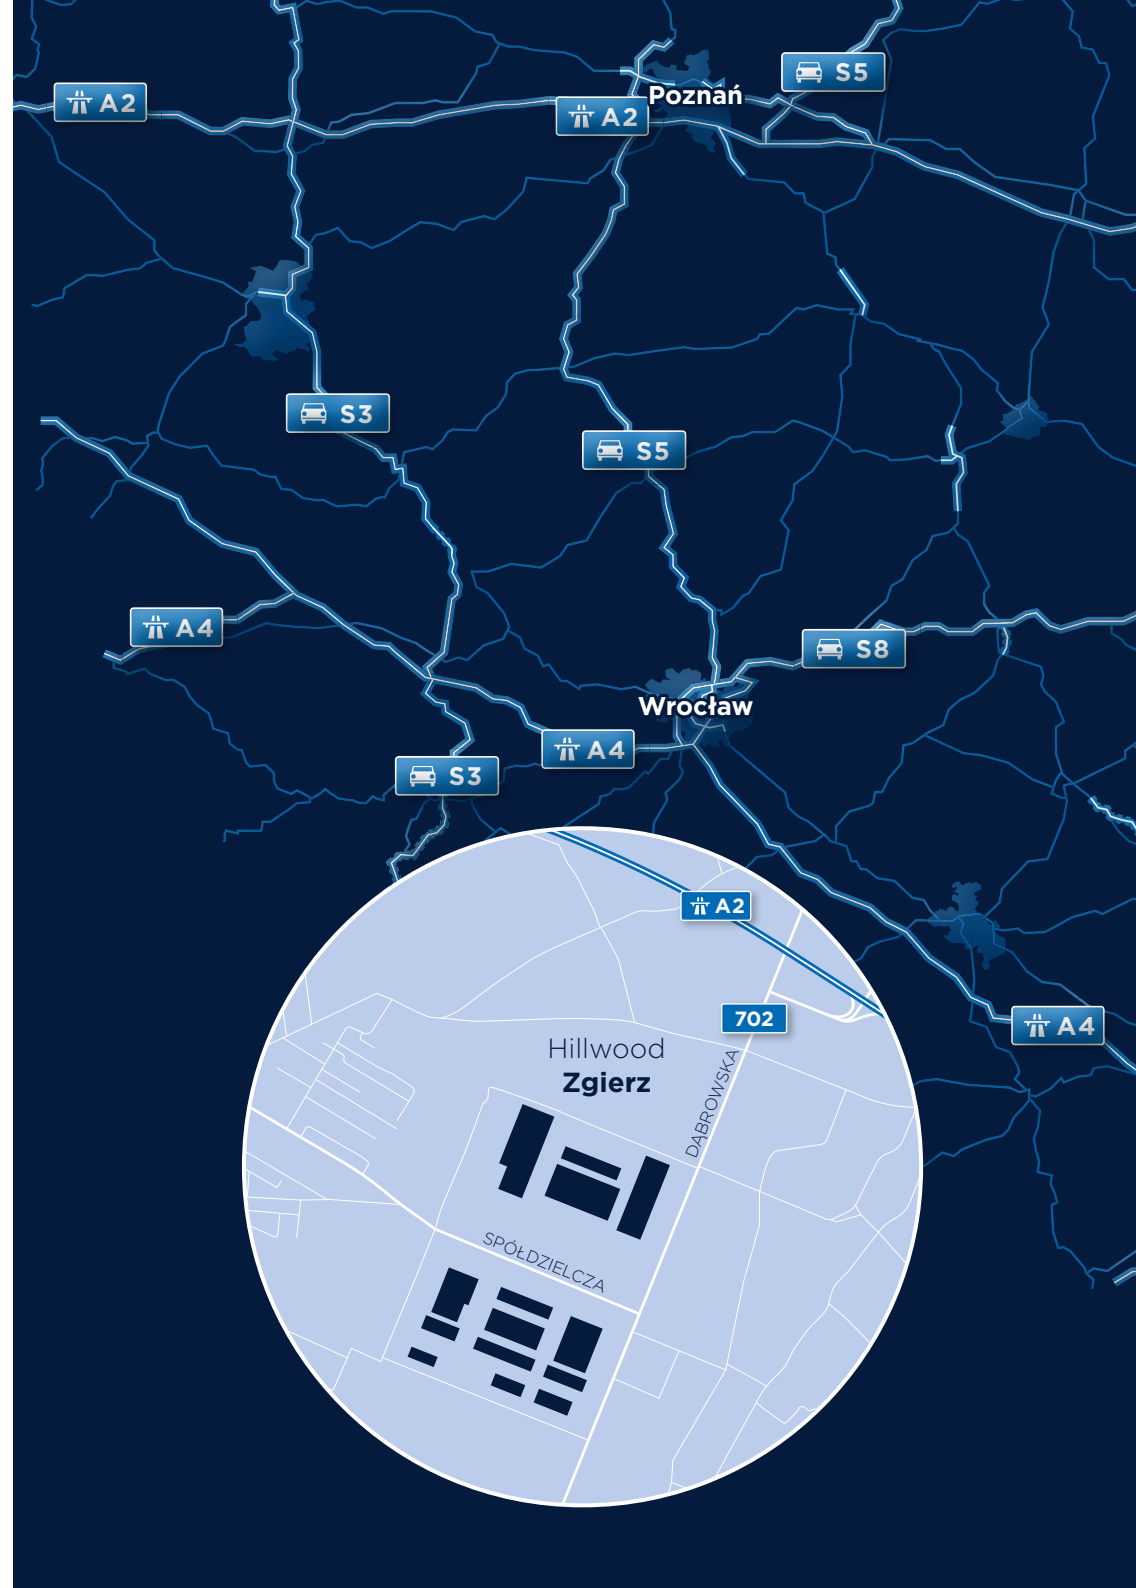 S5
A2
Poznań
A2
S3
S5
A4
S8
Wrocław
A4
S3
A2
702
A4
Hillwood
Zgierz
DĄBROWSKA
SPÓŁDZIELCZA